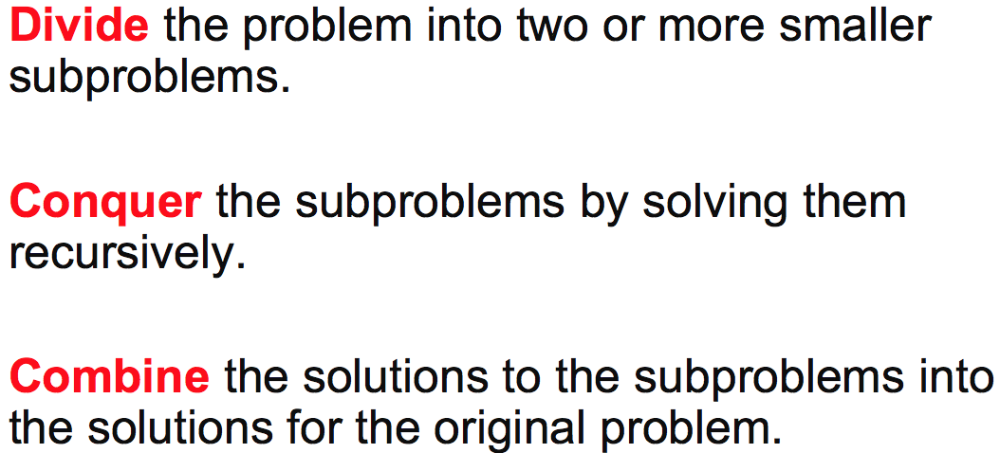 Divide the problem into two or more smaller
subproblems.
Conquer the subproblems by solving them
recursively.
Combine the solutions to the subproblems into
the solutions for the original problem.